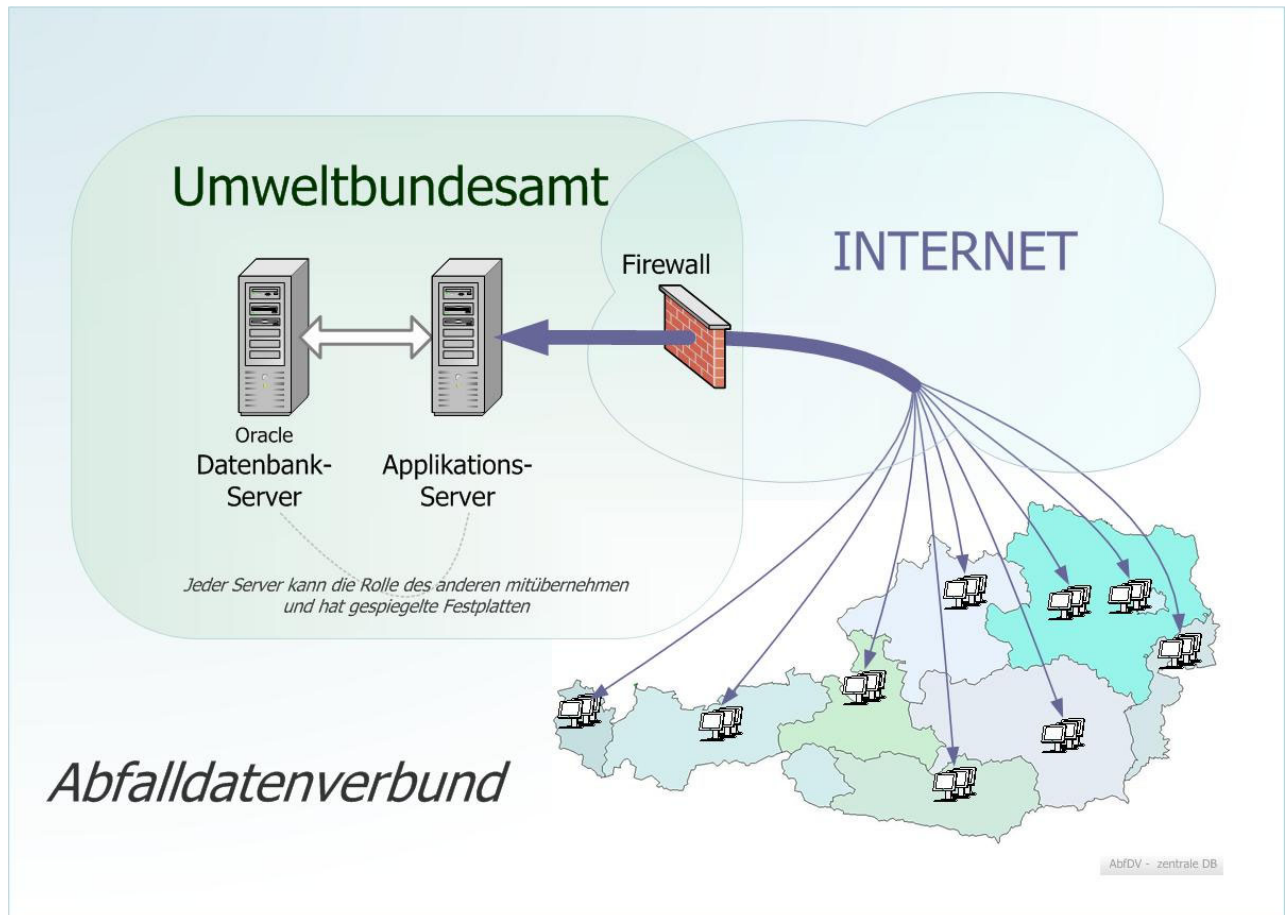 Umweltbundesamt
INTERNET
Firewall
Oracle
Datenbank-
Server
Applikations-
Server
Jeder Server kann die Rolle des anderen mitübernehmen
und hat gespiegelte Festplatten
Abfalldatenverbund
AbfDV - zentrale DB